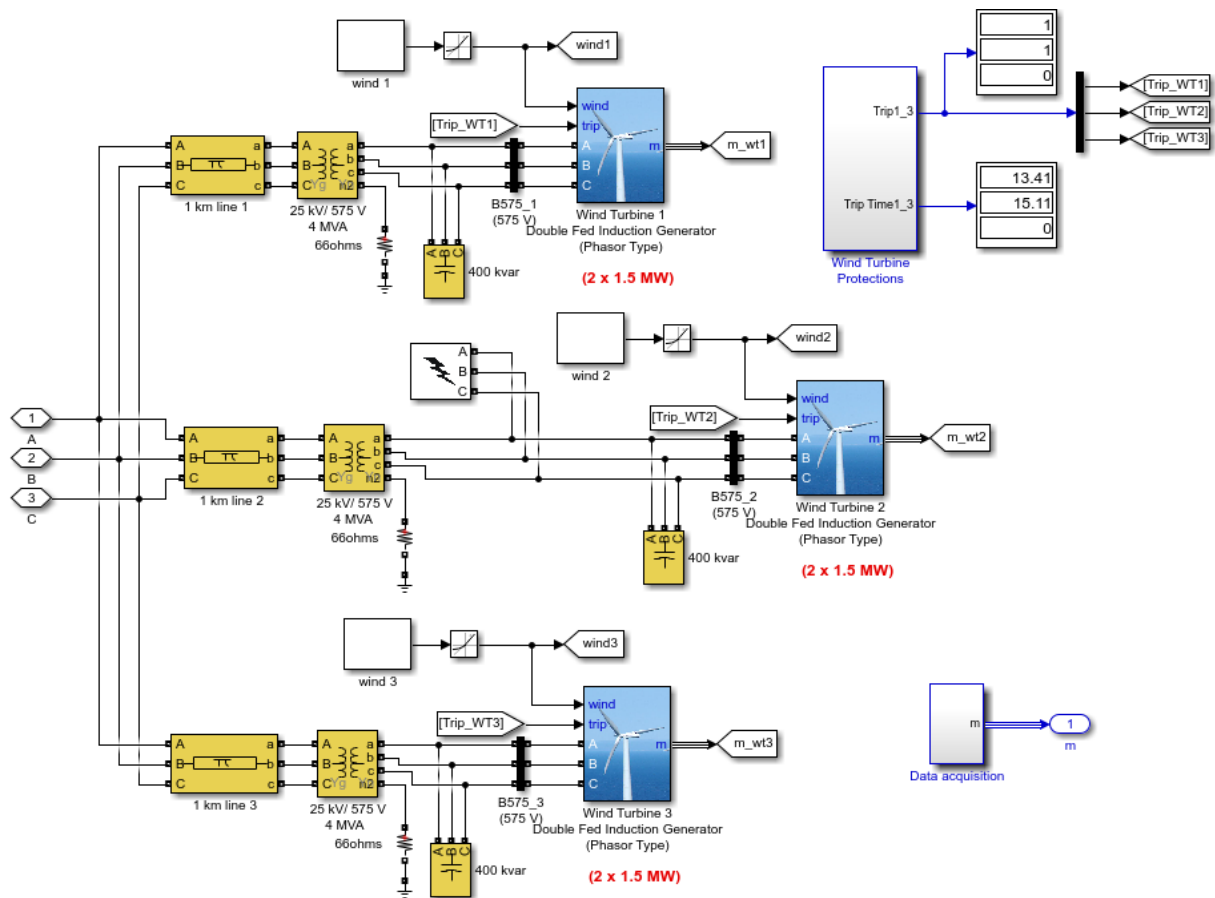 wind 1
wind1
[Trip_WT1]
wind
trip
A
B
C
m
m_wt1
A
B
C
a
b
c
1 km line 1
A
B
C
a
b
c
n2
Yg
25 kV/ 575 V
4 MVA
66ohms
A B C
400 kvar
B575_1
(575 V)
Wind Turbine 1
Double Fed Induction Generator
(Phasor Type)
(2 x 1.5 MW)
Trip1_3
Trip Time1_3
Wind Turbine
Protections
1
1
0
13.41
15.11
0
[Trip_WT1]
[Trip_WT2]
[Trip_WT3]
wind 2
wind2
A
B
C
[Trip_WT2]
wind
trip
A
B
C
m
m_wt2
1
A
2
B
3
C
A
B
C
a
b
c
1 km line 2
A
B
C
a
b
c
n2
Yg
25 kV/ 575 V
4 MVA
66ohms
A B C
400 kvar
B575_2
(575 V)
Wind Turbine 2
Double Fed Induction Generator
(Phasor Type)
(2 x 1.5 MW)
wind 3
wind3
[Trip_WT3]
wind
trip
A
B
C
m
m_wt3
A
B
C
a
b
c
1 km line 3
A
B
C
a
b
c
n2
Yg
25 kV/ 575 V
4 MVA
66ohms
A B C
400 kvar
B575_3
(575 V)
Wind Turbine 3
Double Fed Induction Generator
(Phasor Type)
(2 x 1.5 MW)
m
Data acquisition
1
m